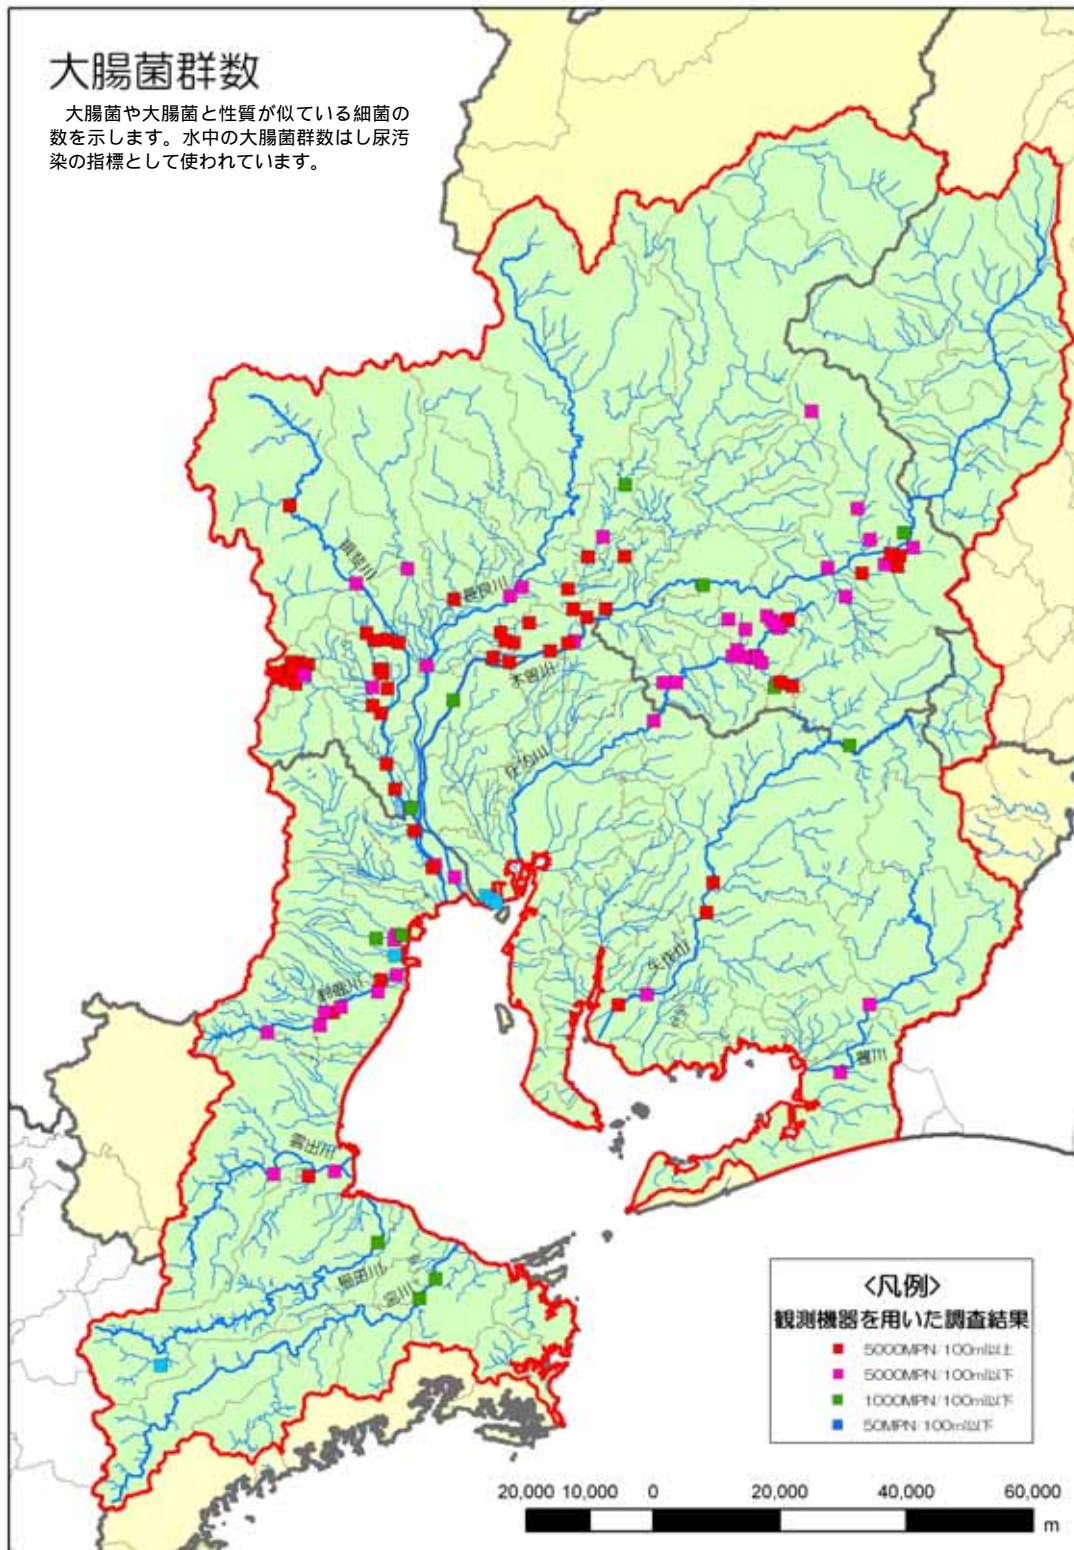 大腸菌群数
大腸菌や大腸菌と性質が似ている細菌の
数を示します。水中の大腸菌群数はし尿汚
染の指標として使われています。
揖斐川
長良川
木曽川
庄内川
矢作川
豊川
鈴鹿川
雲出川
櫛田川
宮川
<凡例>
観測機器を用いた調査結果
5000MPN/100ml以上
5000MPN/100ml以下
1000MPN/100ml以下
50MPN/100ml以下
20,000 10,000 0 20,000 40,000 60,000
m